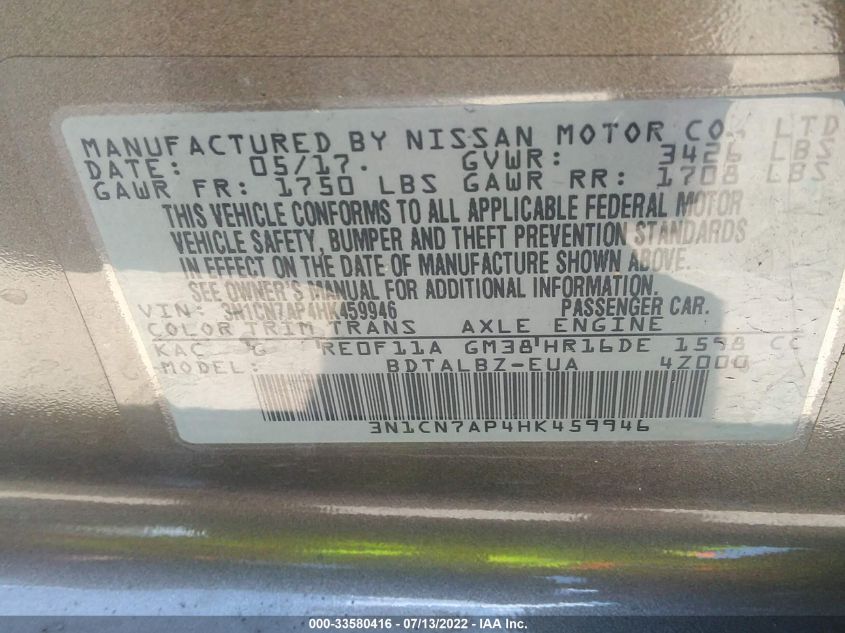 MANUFACTURED BY NISSAN MOTOR CO., LTD
DATE: 05/17. GVWR: 3426 LBS
GAWR FR: 1750 LBS GAWR RR: 1708 LBS
THIS VEHICLE CONFORMS TO ALL APPLICABLE FEDERAL MOTOR
VEHICLE SAFETY, BUMPER AND THEFT PREVENTION STANDARDS
IN EFFECT ON THE DATE OF MANUFACTURE SHOWN ABOVE.
SEE OWNER'S MANUAL FOR ADDITIONAL INFORMATION.
VIN: 3N1CN7AP4HK459946 PASSENGER CAR.
COLOR TRIM TRANS AXLE ENGINE
KAC G RE0F11A GM38 HR16DE 1598 CC
MODEL: BDTALBZ-EUA 4Z000
3N1CN7AP4HK459946
000-33580416 - 07/13/2022 - IAA Inc.